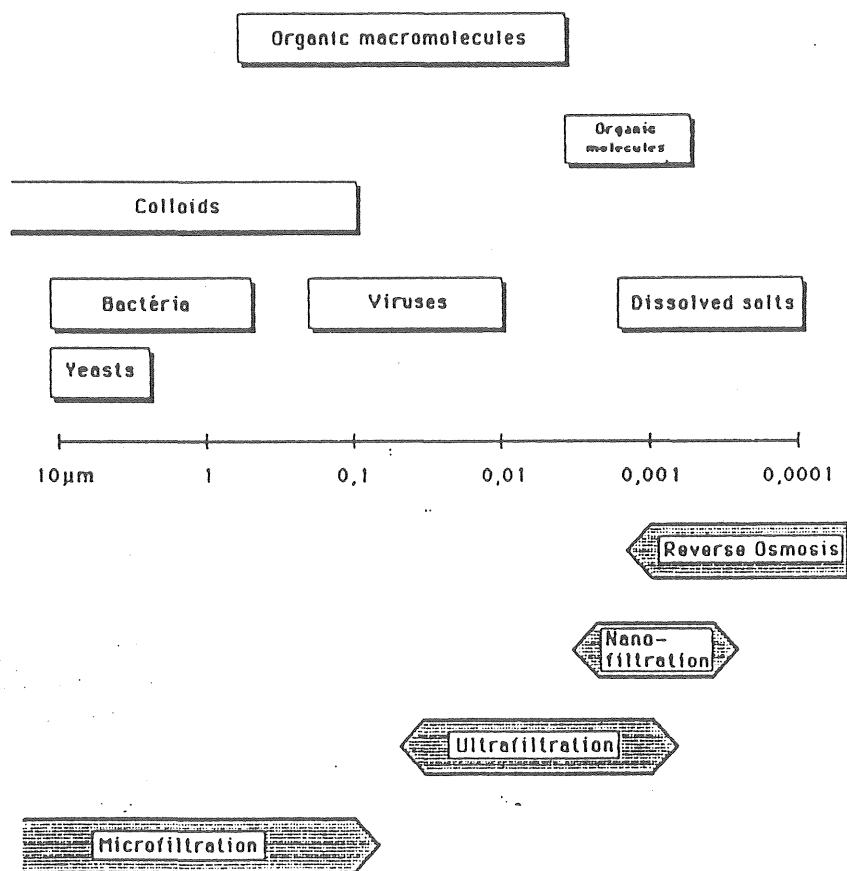 Organic macromolecules
Organic
molecules
Colloids
Bactéria
Viruses
Dissolved salts
Yeasts
10µm 1 0,1 0,01 0,001 0,0001
Reverse Osmosis
Nano-
filtration
Ultrafiltration
Microfiltration